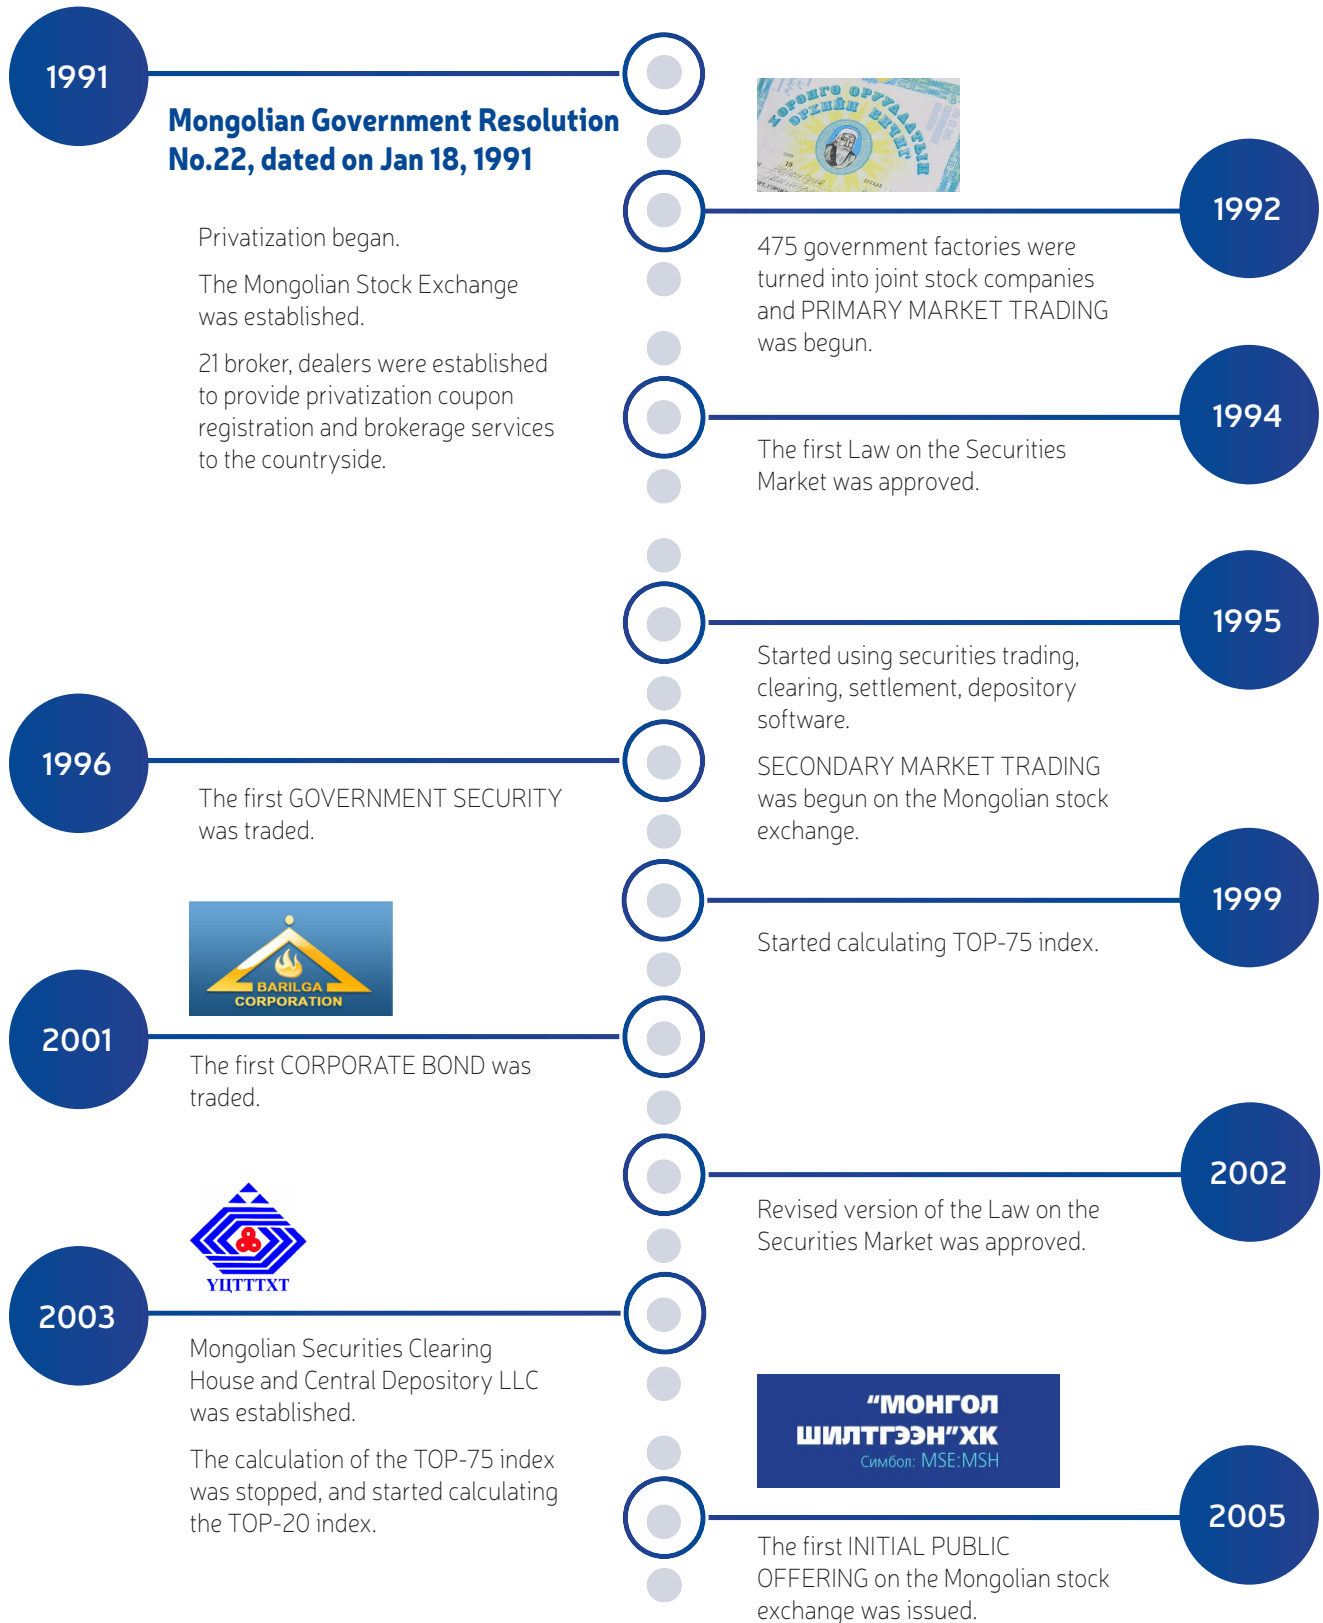 1991
Mongolian Government Resolution
No.22, dated on Jan 18, 1991
Privatization began.
The Mongolian Stock Exchange
was established.
21 broker, dealers were established
to provide privatization coupon
registration and brokerage services
to the countryside.
ХӨРӨНГӨ ОРУУЛАЛТЫН
ЭРХИЙН БИЧИГ
1992
475 government factories were
turned into joint stock companies
and PRIMARY MARKET TRADING
was begun.
1994
The first Law on the Securities
Market was approved.
1995
Started using securities trading,
clearing, settlement, depository
software.
SECONDARY MARKET TRADING
was begun on the Mongolian stock
exchange.
1996
The first GOVERNMENT SECURITY
was traded.
1999
Started calculating TOP-75 index.
BARILGA
CORPORATION
2001
The first CORPORATE BOND was
traded.
2002
Revised version of the Law on the
Securities Market was approved.
ҮЦТТТХТ
2003
Mongolian Securities Clearing
House and Central Depository LLC
was established.
The calculation of the TOP-75 index
was stopped, and started calculating
the TOP-20 index.
“МОНГОЛ
ШИЛТГЭЭН”ХК
Симбол: MSE:MSH
2005
The first INITIAL PUBLIC
OFFERING on the Mongolian stock
exchange was issued.